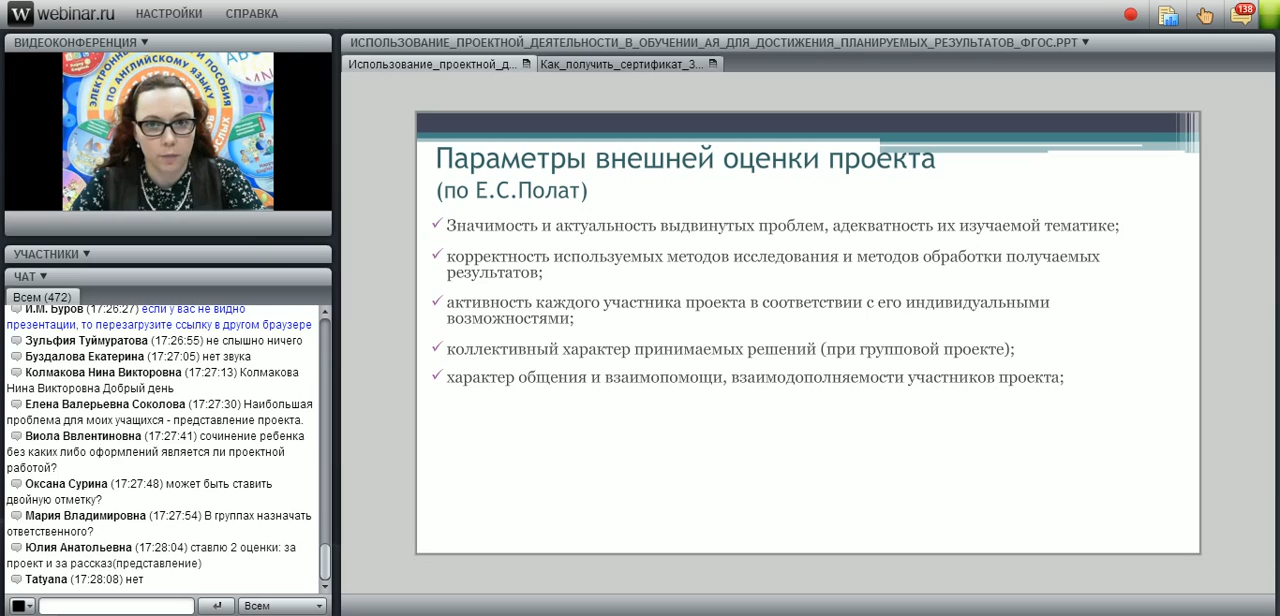 W webinar.ru НАСТРОЙКИ СПРАВКА
138
ВИДЕОКОНФЕРЕНЦИЯ
ЭЛЕКТРОННЫЕ ПОСОБИЯ
ПО АНГЛИЙСКОМУ ЯЗЫКУ
УЧАСТНИКИ
ЧАТ
Всем (472)
И.М. Буров (17:26:27) если у вас не видно
презентации, то перезагрузите ссылку в другом браузере
Зульфия Туймуратова (17:26:55) не слышно ничего
Буздалова Екатерина (17:27:05) нет звука
Колмакова Нина Викторовна (17:27:13) Колмакова
Нина Викторовна Добрый день
Елена Валерьевна Соколова (17:27:30) Наибольшая
проблема для моих учащихся - представление проекта.
Виола Ввлентиновна (17:27:41) сочинение ребенка
без каких либо оформлений является ли проектной
работой?
Оксана Сурина (17:27:48) может быть ставить
двойную отметку?
Мария Владимировна (17:27:54) В группах назначать
ответственного?
Юлия Анатольевна (17:28:04) ставлю 2 оценки: за
проект и за рассказ(представление)
Tatyana (17:28:08) нет
Всем
ИСПОЛЬЗОВАНИЕ_ПРОЕКТНОЙ_ДЕЯТЕЛЬНОСТИ_В_ОБУЧЕНИИ_АЯ_ДЛЯ_ДОСТИЖЕНИЯ_ПЛАНИРУЕМЫХ_РЕЗУЛЬТАТОВ_ФГОС.PPT
Использование_проектной_д... Как_получить_сертификат_3...
Параметры внешней оценки проекта
(по Е.С.Полат)
Значимость и актуальность выдвинутых проблем, адекватность их изучаемой тематике;
корректность используемых методов исследования и методов обработки получаемых
результатов;
активность каждого участника проекта в соответствии с его индивидуальными
возможностями;
коллективный характер принимаемых решений (при групповой проекте);
характер общения и взаимопомощи, взаимодополняемости участников проекта;